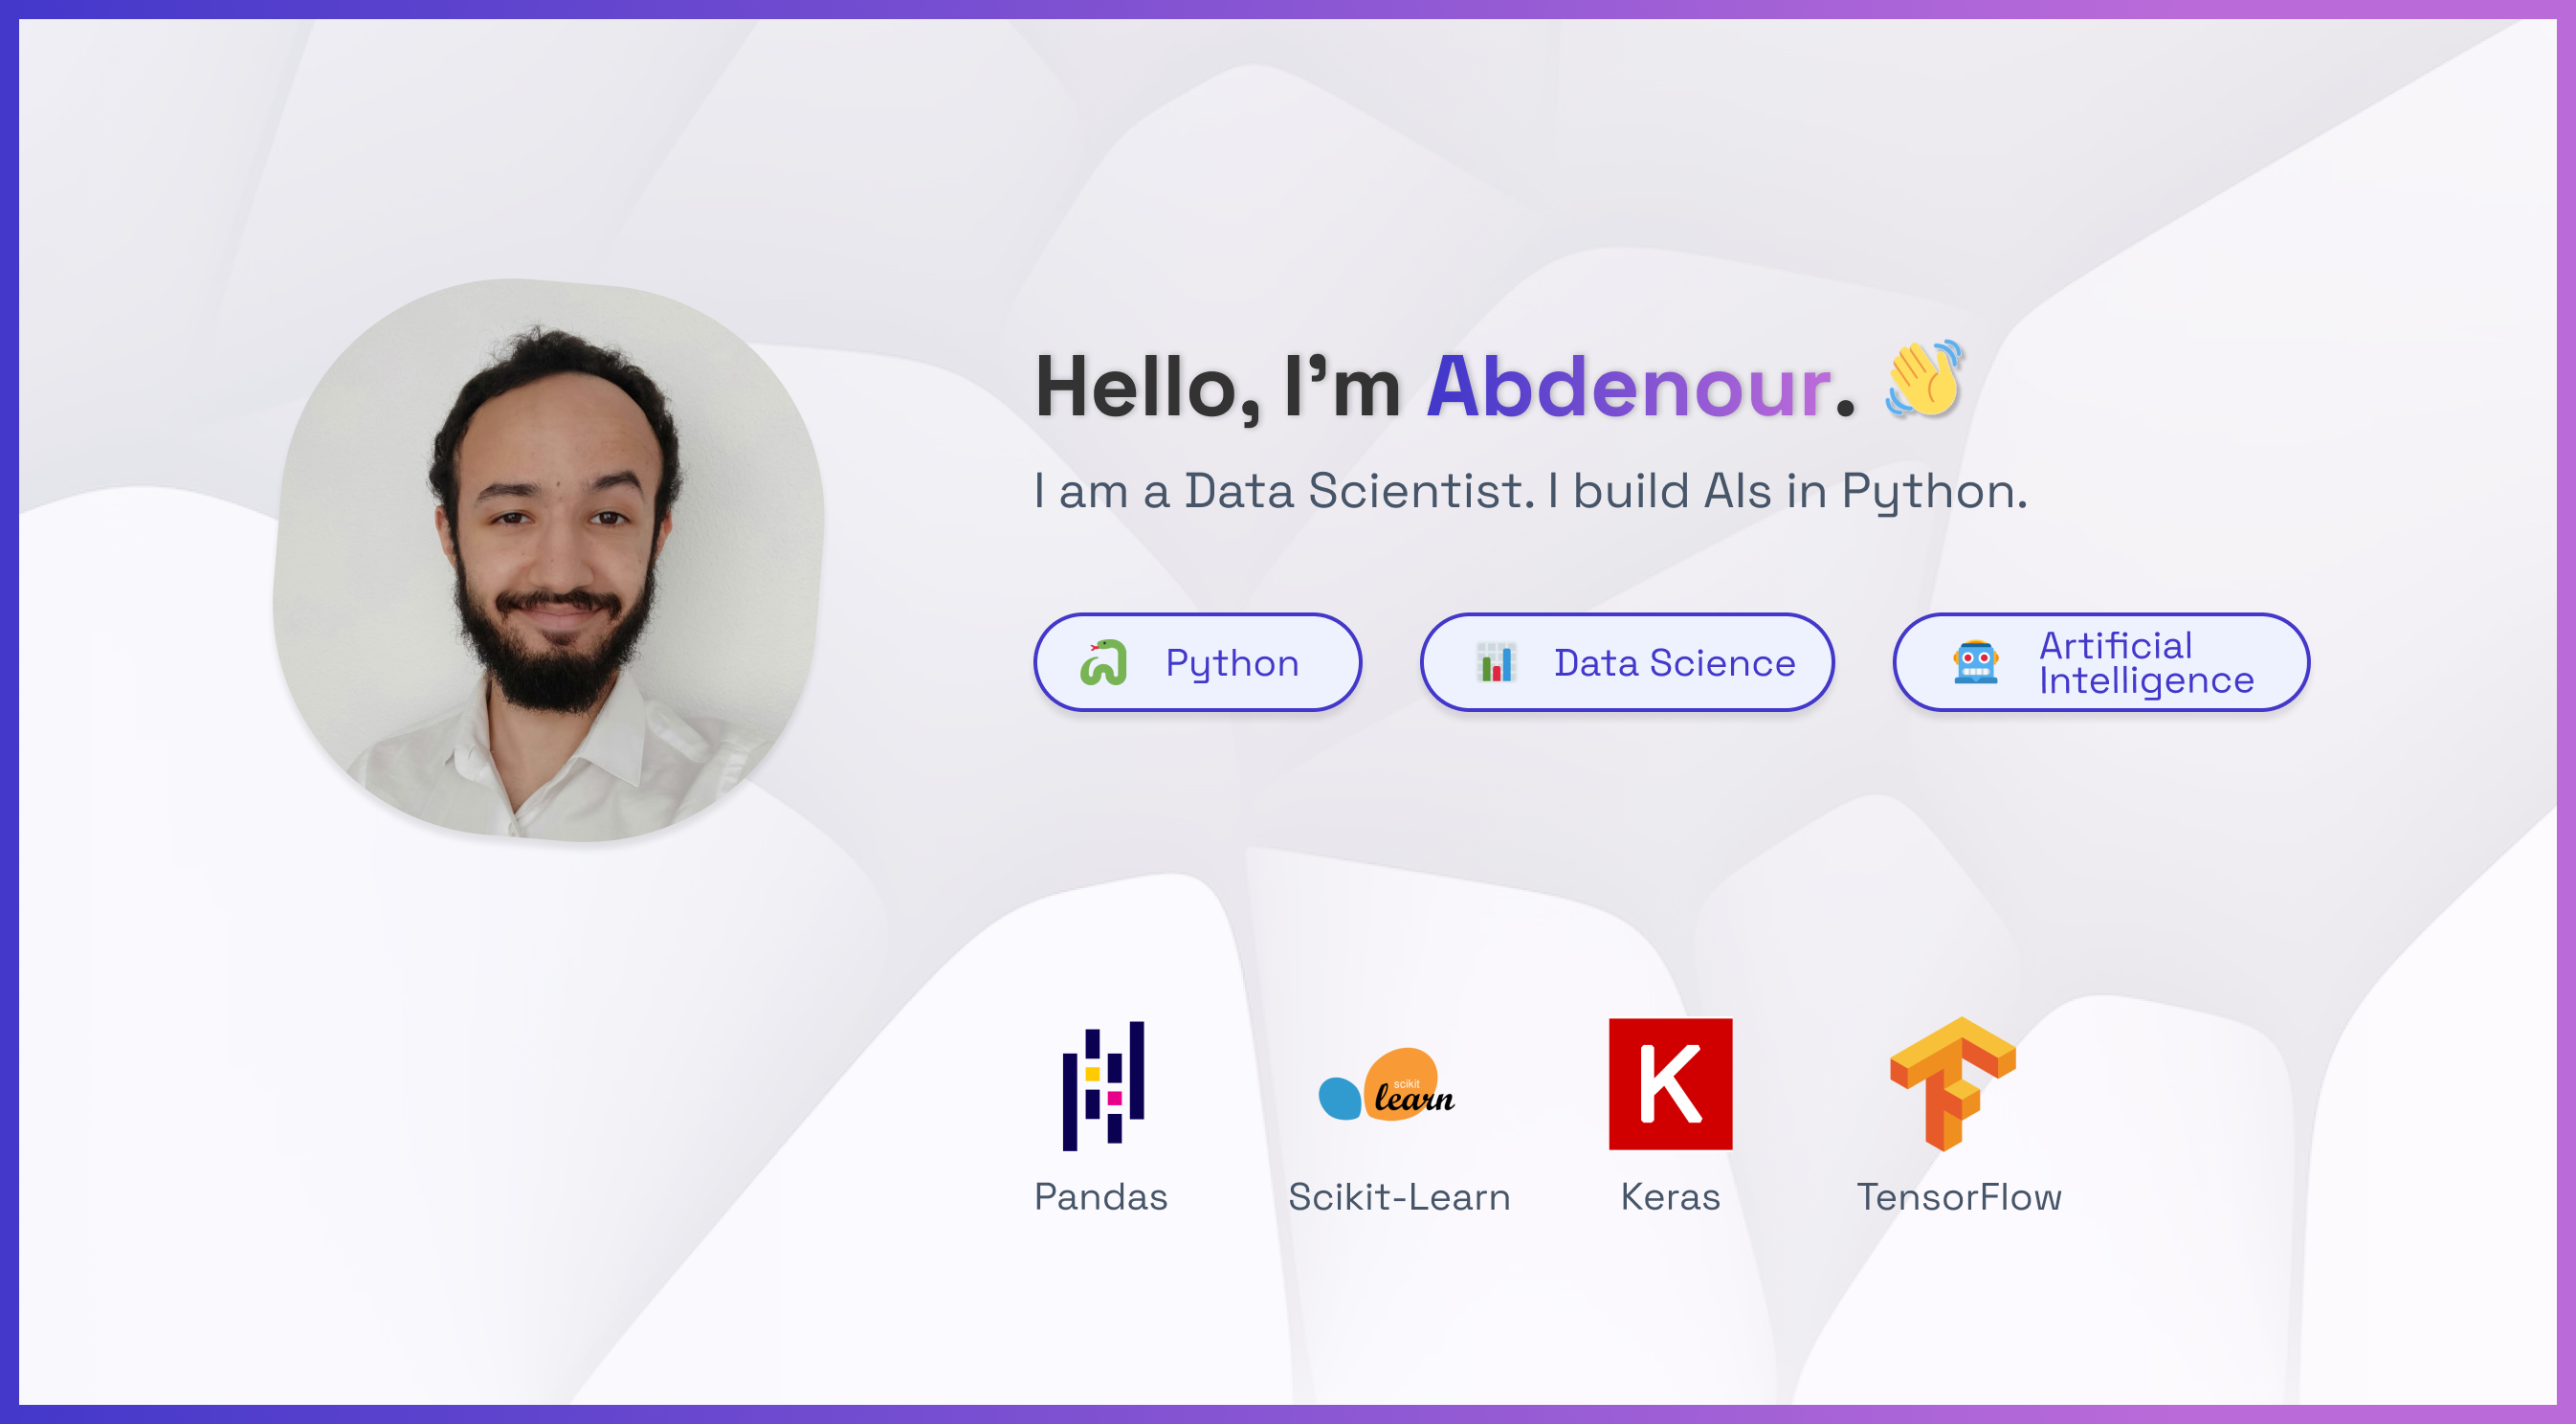 Hello, I’m Abdenour. 👋
I am a Data Scientist. I build AIs in Python.
Python
Data Science
Artificial
Intelligence
scikit
learn
K
Pandas
Scikit-Learn
Keras
TensorFlow